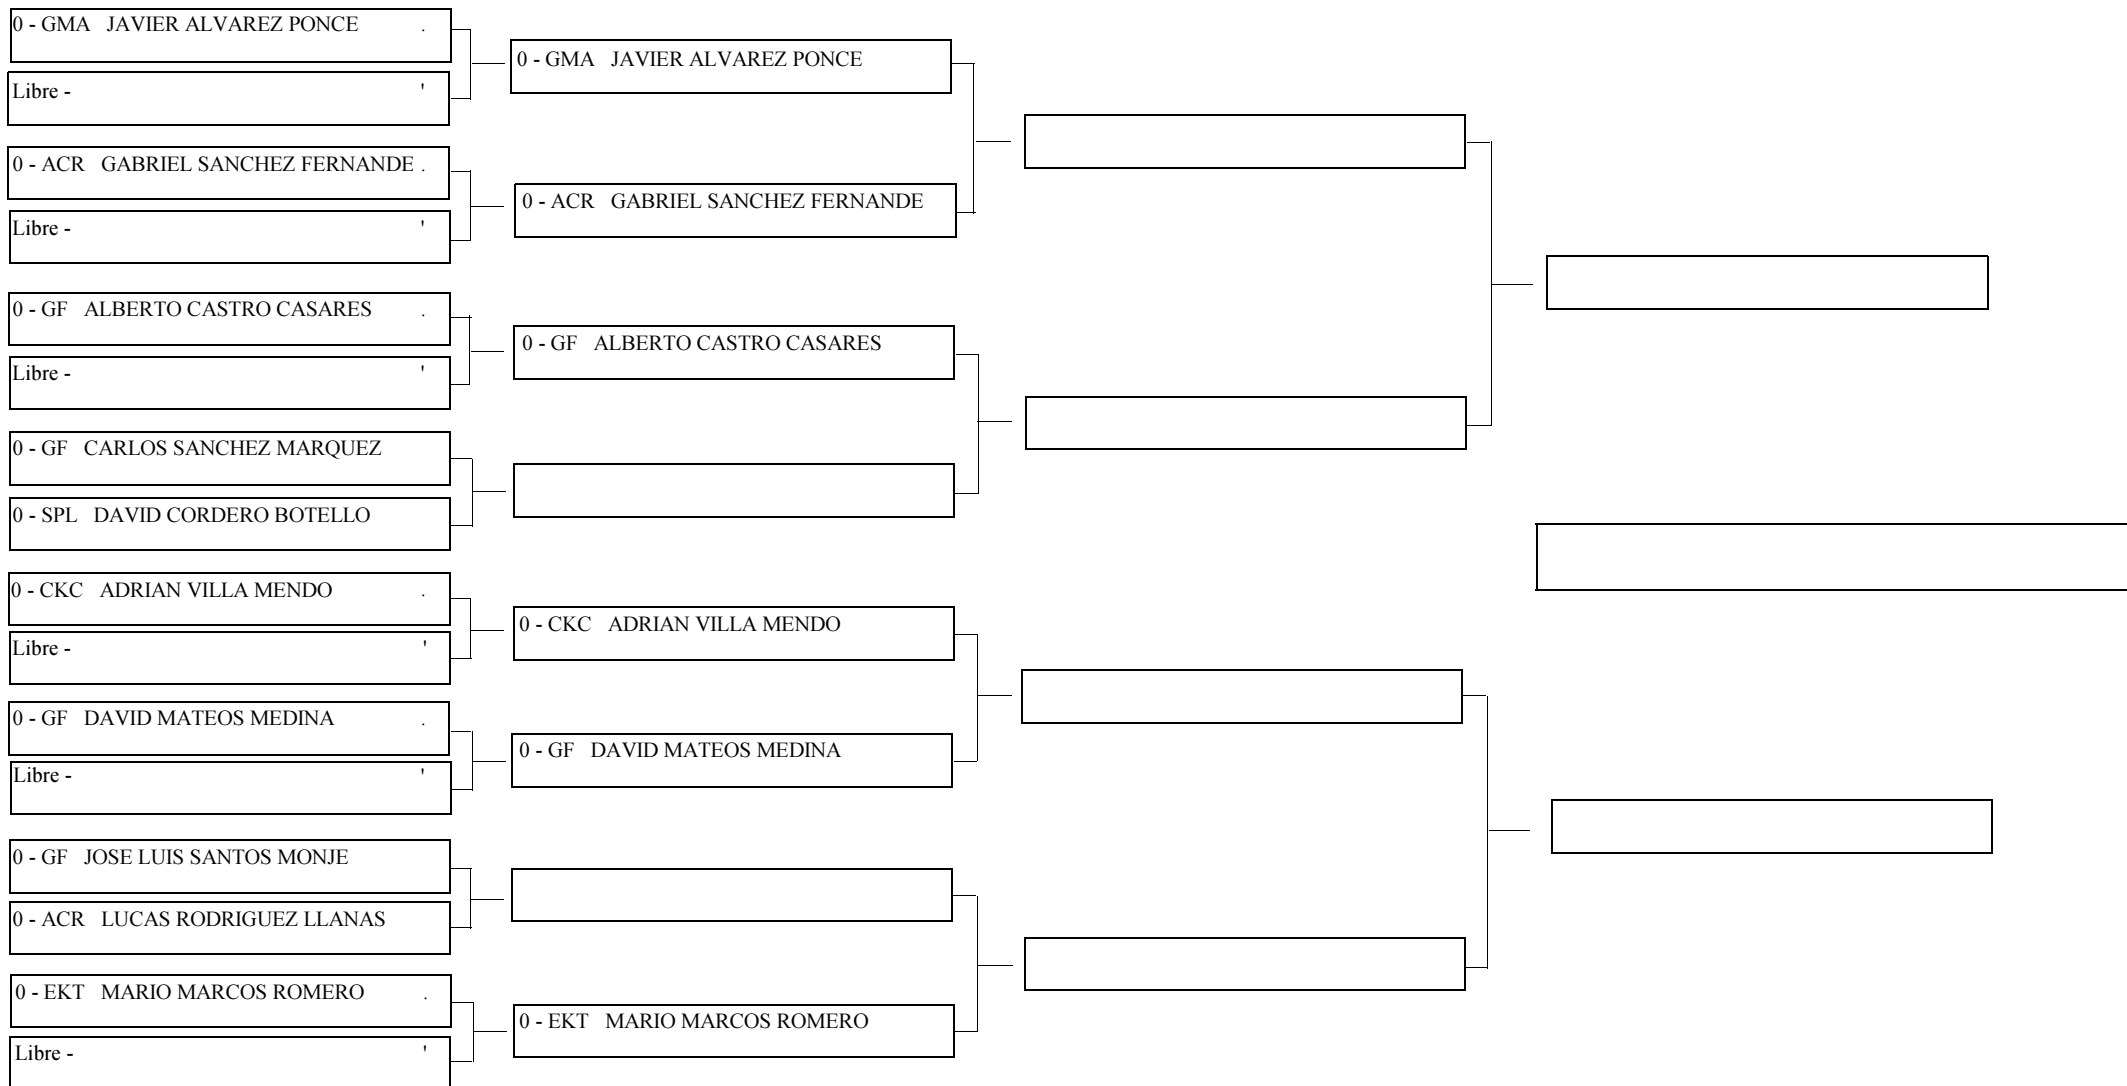 0 - GMA JAVIER ALVAREZ PONCE .
Libre - '
0 - ACR GABRIEL SANCHEZ FERNANDE .
Libre - '
0 - GF ALBERTO CASTRO CASARES .
Libre - '
0 - GF CARLOS SANCHEZ MARQUEZ
0 - SPL DAVID CORDERO BOTELLO
0 - CKC ADRIAN VILLA MENDO .
Libre - '
0 - GF DAVID MATEOS MEDINA .
Libre - '
0 - GF JOSE LUIS SANTOS MONJE
0 - ACR LUCAS RODRIGUEZ LLANAS
0 - EKT MARIO MARCOS ROMERO .
Libre - '
0 - GMA JAVIER ALVAREZ PONCE
0 - ACR GABRIEL SANCHEZ FERNANDE
0 - GF ALBERTO CASTRO CASARES
0 - CKC ADRIAN VILLA MENDO
0 - GF DAVID MATEOS MEDINA
0 - EKT MARIO MARCOS ROMERO